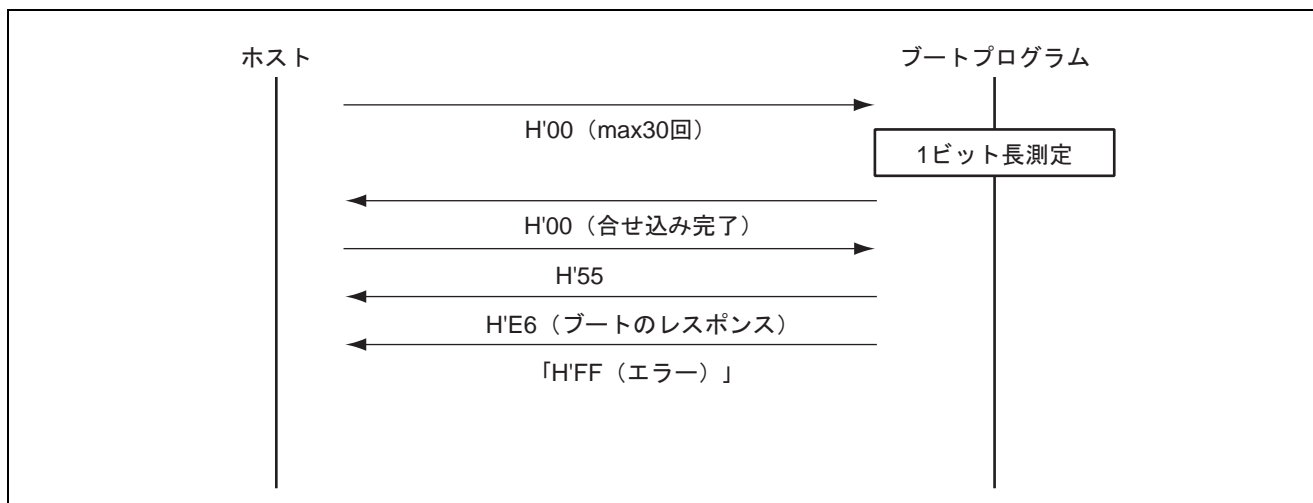 ホスト
ブートプログラム
H'00（max30回）
1ビット長測定
H'00（合せ込み完了）
H'55
H'E6（ブートのレスポンス）
「H'FF（エラー）」